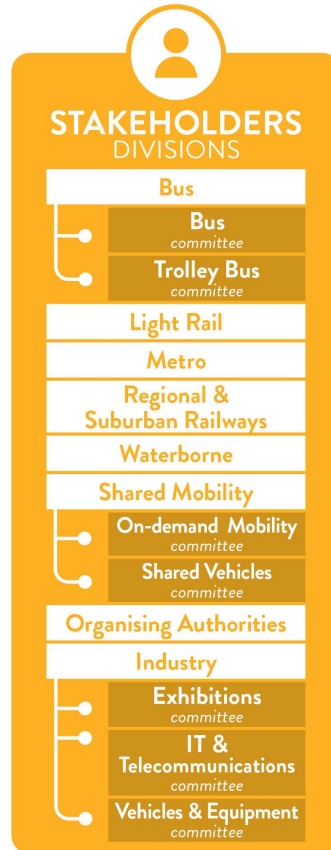 STAKEHOLDERS
DIVISIONS
Bus
Bus
committee
Trolley Bus
committee
Light Rail
Metro
Regional &
Suburban Railways
Waterborne
Shared Mobility
On-demand Mobility
committee
Shared Vehicles
committee
Organising Authorities
Industry
Exhibitions
committee
IT &
Telecommunications
committee
Vehicles & Equipment
committee